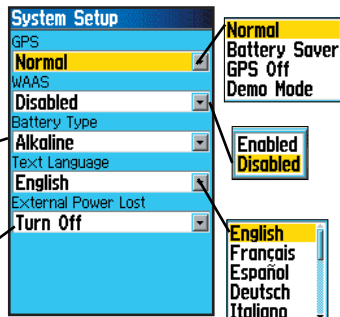 System Setup
GPS
Normal
WAAS
Disabled
Battery Type
Alkaline
Text Language
English
External Power Lost
Turn Off
Normal
Battery Saver
GPS Off
Demo Mode
Enabled
Disabled
English
Français
Español
Deutsch
Italiano